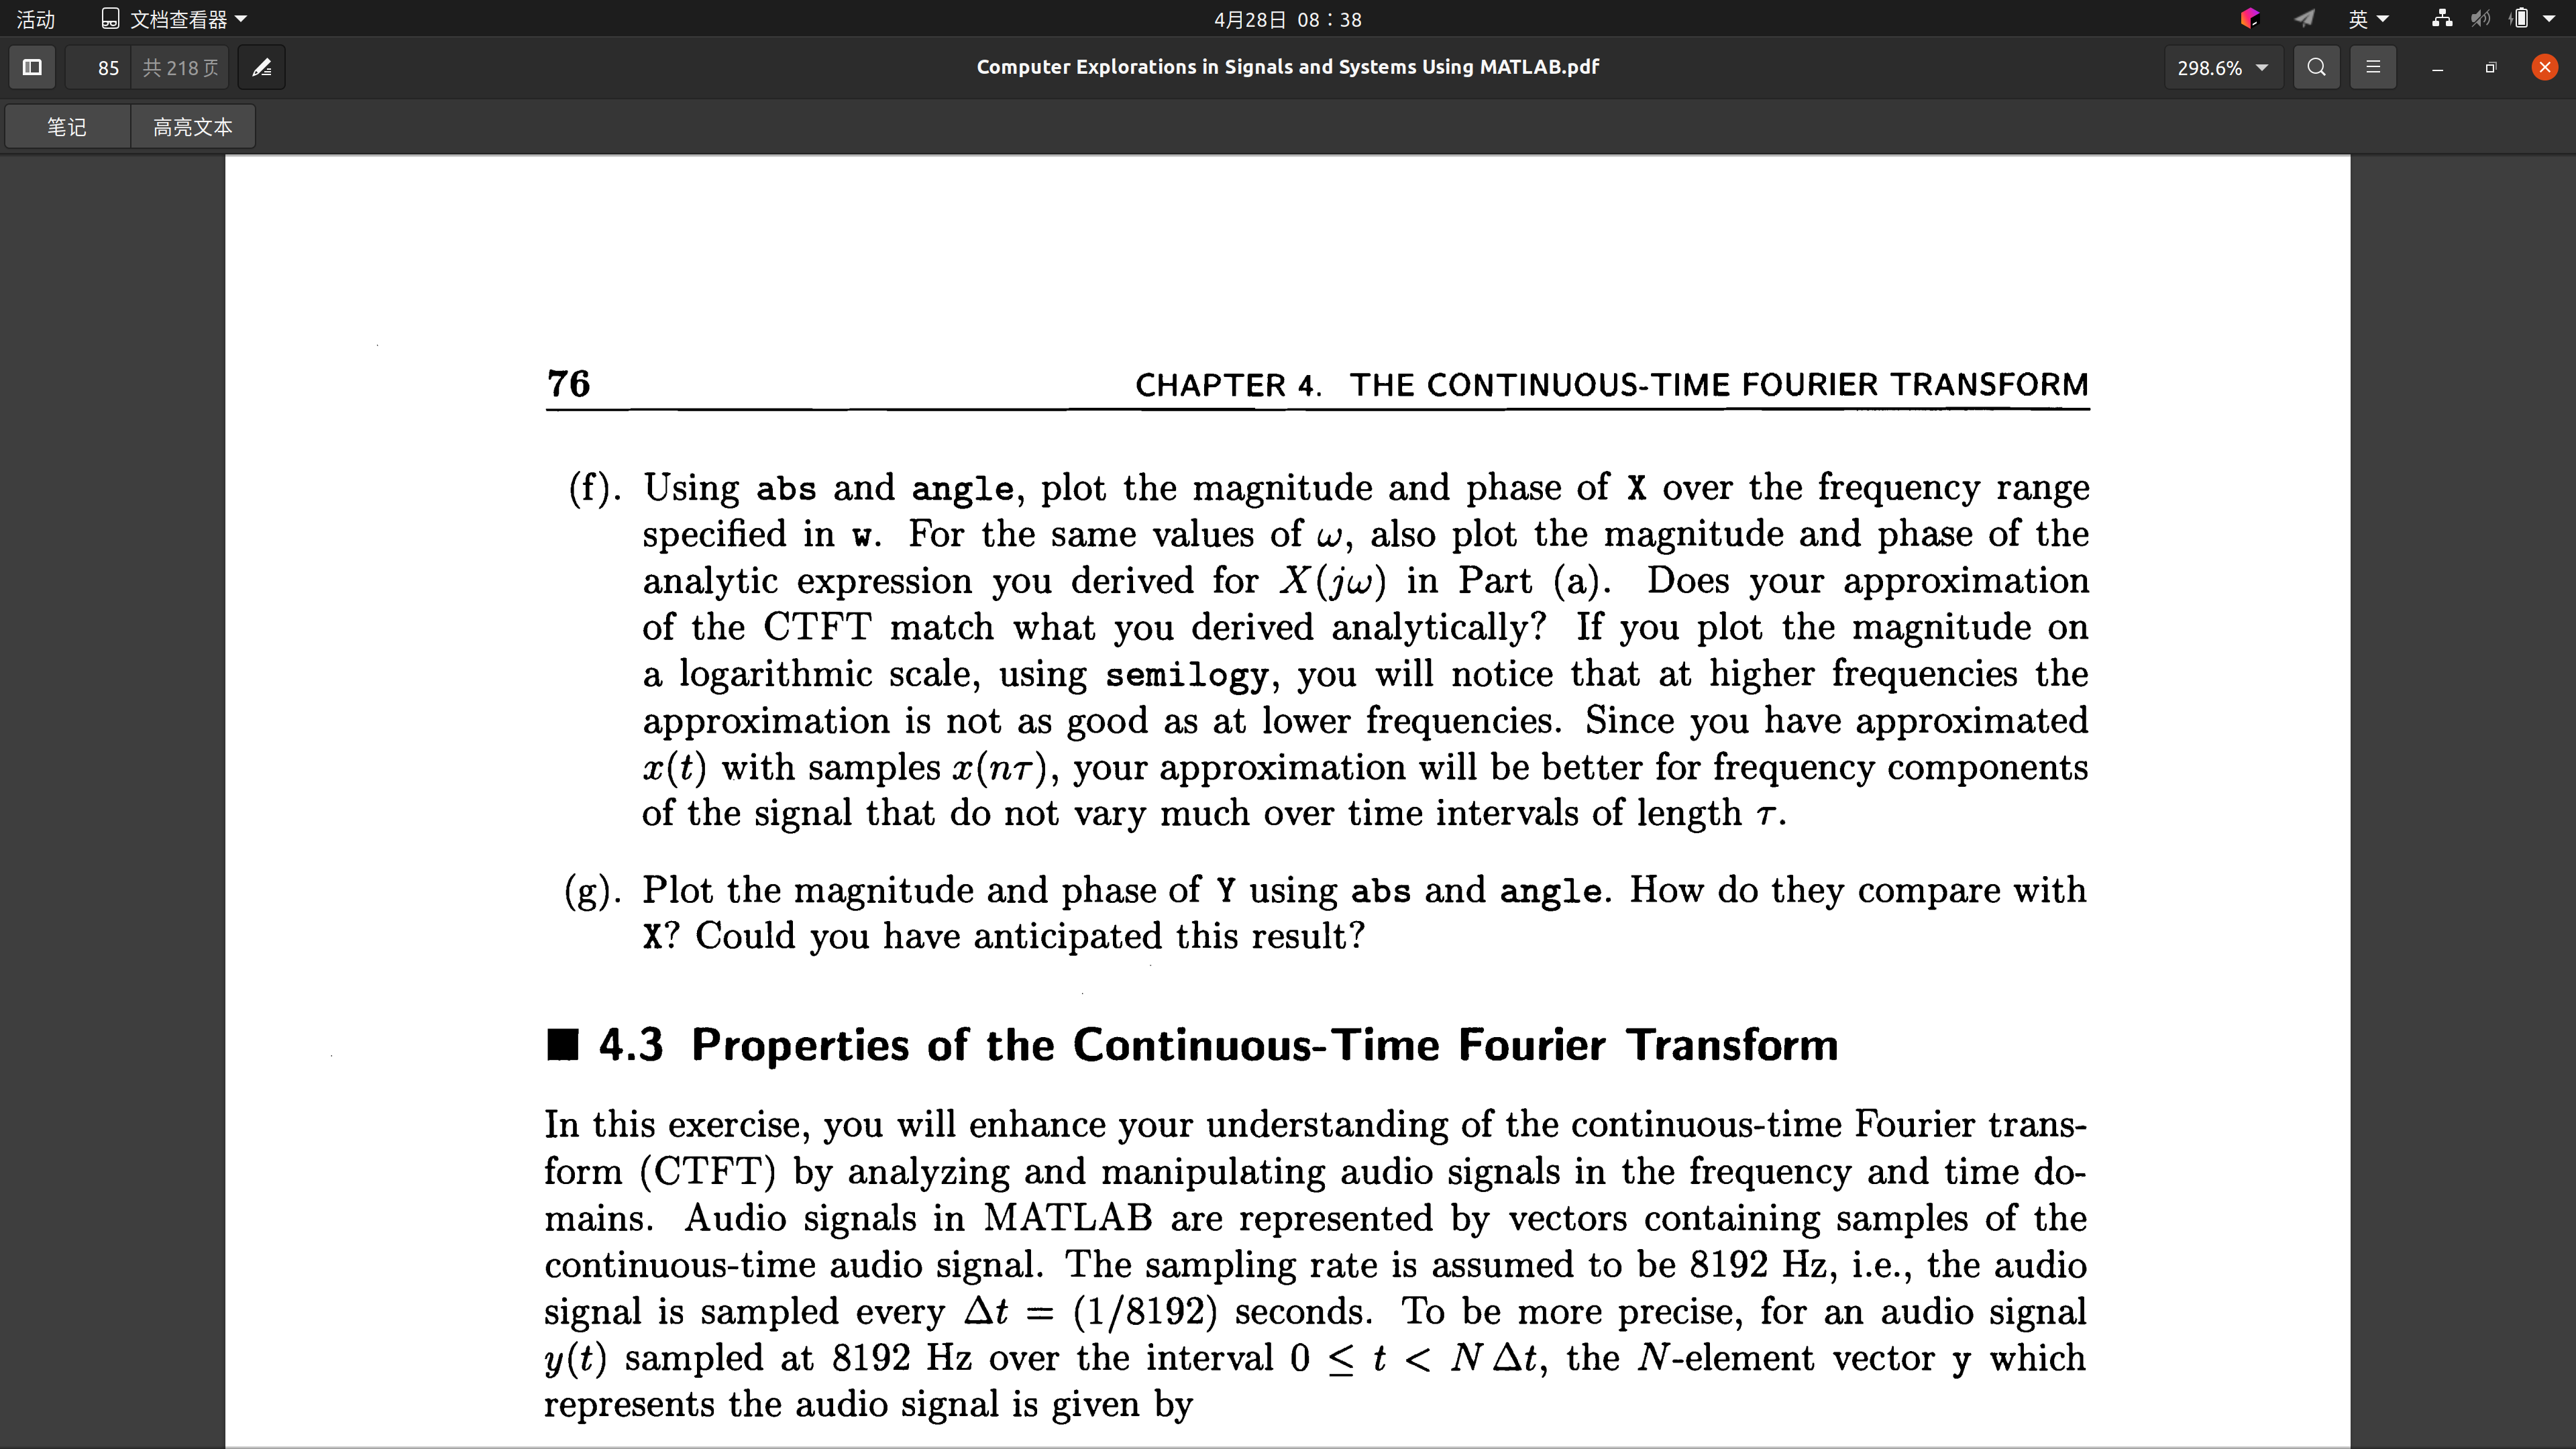 活动 文档查看器 4月28日 08：38 英
85 共 218 页 Computer Explorations in Signals and Systems Using MATLAB.pdf 298.6%
笔记 高亮文本
76 CHAPTER 4. THE CONTINUOUS-TIME FOURIER TRANSFORM
(f). Using abs and angle, plot the magnitude and phase of X over the frequency range
specified in w. For the same values of ω, also plot the magnitude and phase of the
analytic expression you derived for X(jω) in Part (a). Does your approximation
of the CTFT match what you derived analytically? If you plot the magnitude on
a logarithmic scale, using semilogy, you will notice that at higher frequencies the
approximation is not as good as at lower frequencies. Since you have approximated
x(t) with samples x(nτ), your approximation will be better for frequency components
of the signal that do not vary much over time intervals of length τ.
(g). Plot the magnitude and phase of Y using abs and angle. How do they compare with
X? Could you have anticipated this result?
■ 4.3 Properties of the Continuous-Time Fourier Transform
In this exercise, you will enhance your understanding of the continuous-time Fourier trans-
form (CTFT) by analyzing and manipulating audio signals in the frequency and time do-
mains. Audio signals in MATLAB are represented by vectors containing samples of the
continuous-time audio signal. The sampling rate is assumed to be 8192 Hz, i.e., the audio
signal is sampled every Δt = (1/8192) seconds. To be more precise, for an audio signal
y(t) sampled at 8192 Hz over the interval 0 ≤ t < N Δt, the N-element vector y which
represents the audio signal is given by